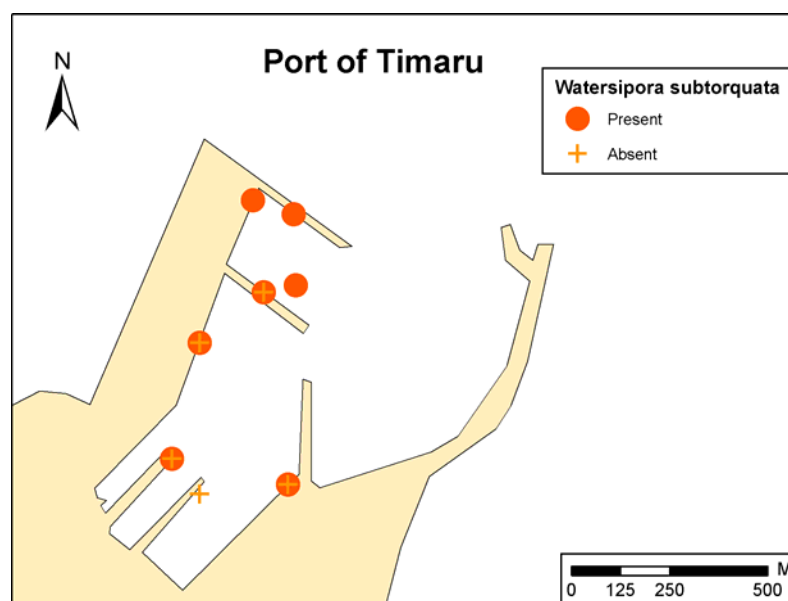 Port of Timaru
N
Watersipora subtorquata
Present
Absent
M
0 125 250 500